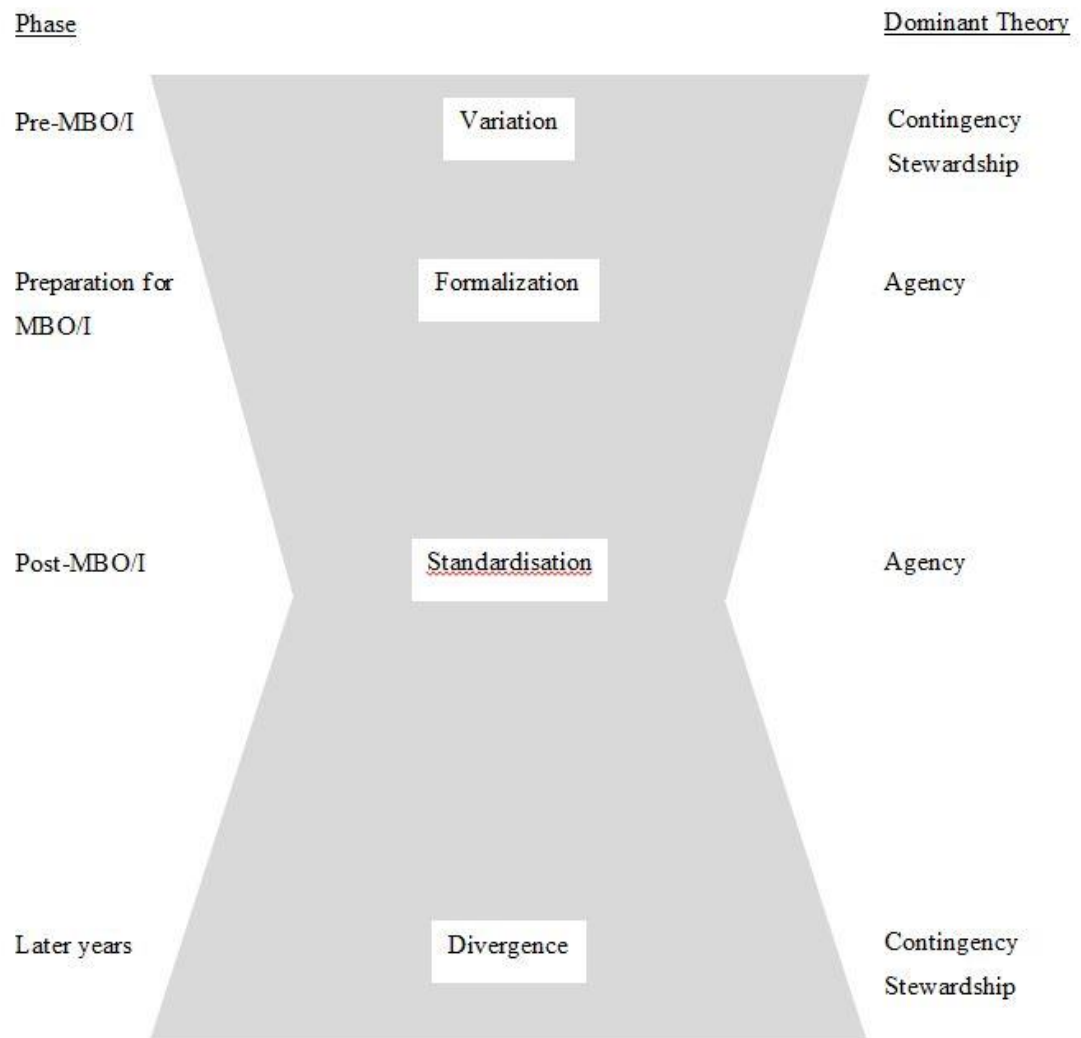 Phase Dominant Theory
Pre-MBO/I Variation Contingency
Stewardship
Preparation for Formalization Agency
MBO/I
Post-MBO/I Standardisation Agency
Later years Divergence Contingency
Stewardship